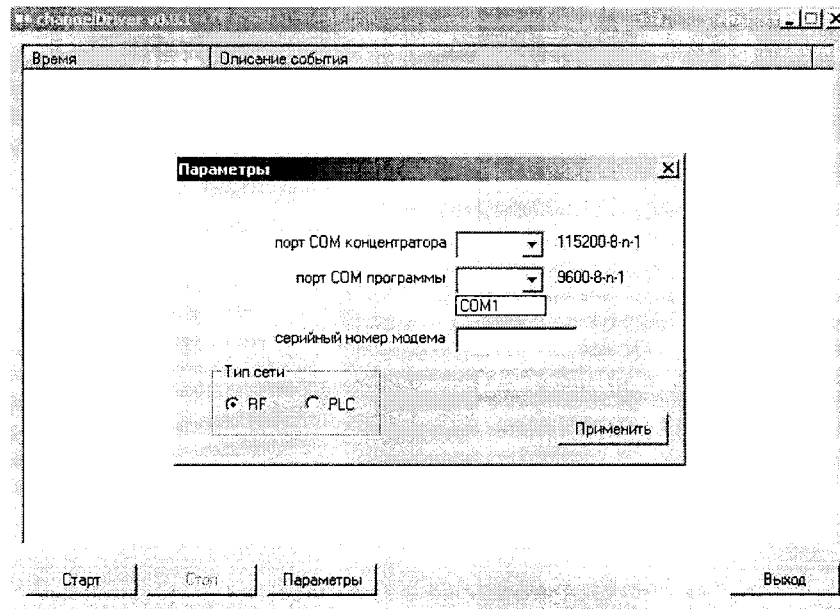 channelDriver v0.6.1
Время Описание события
Параметры
порт COM концентратора 115200-8-n-1
порт COM программы 9600-8-n-1
COM1
серийный номер модема
Тип сети
RF PLC
Применить
Старт Стоп Параметры Выход